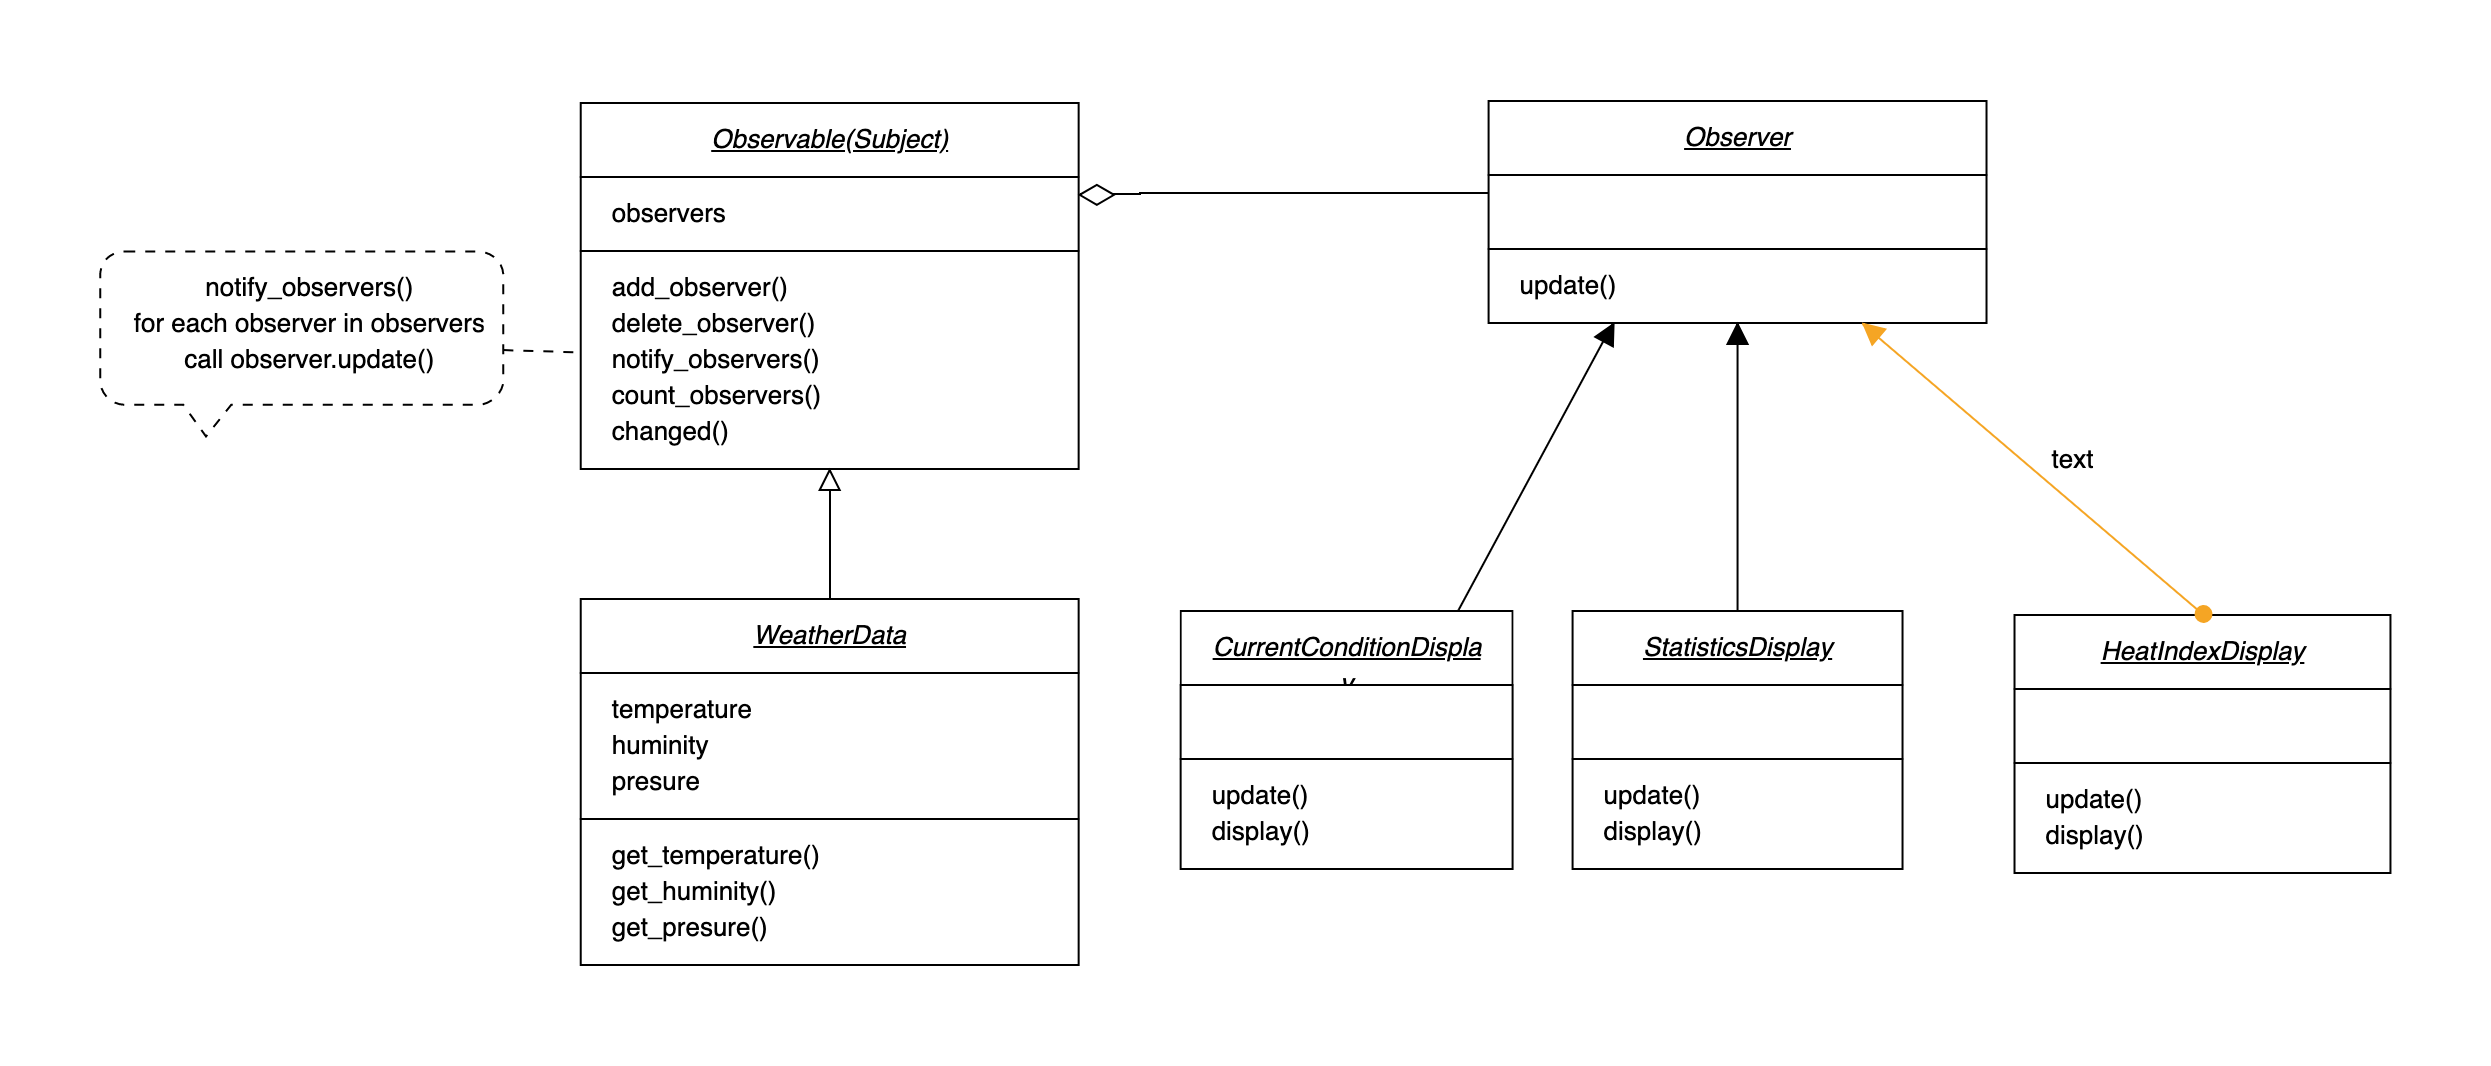 Observable(Subject)
observers
add_observer()
delete_observer()
notify_observers()
count_observers()
changed()
notify_observers()
for each observer in observers
call observer.update()
Observer
update()
text
WeatherData
temperature
huminity
presure
get_temperature()
get_huminity()
get_presure()
CurrentConditionDispla
y
update()
display()
StatisticsDisplay
update()
display()
HeatIndexDisplay
update()
display()